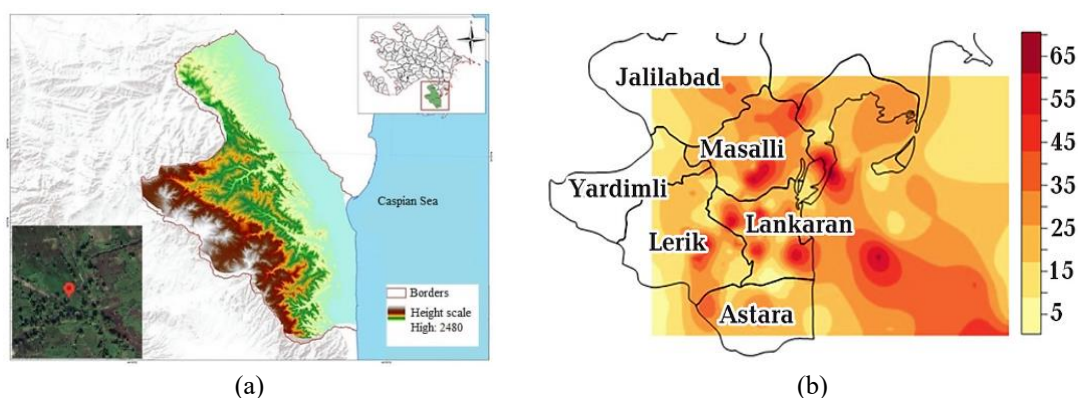 Caspian Sea
Borders
Height scale
High: 2480
(a)
Jalilabad
Masalli
Yardimli
Lankaran
Lerik
Astara
65
55
45
35
25
15
5
(b)